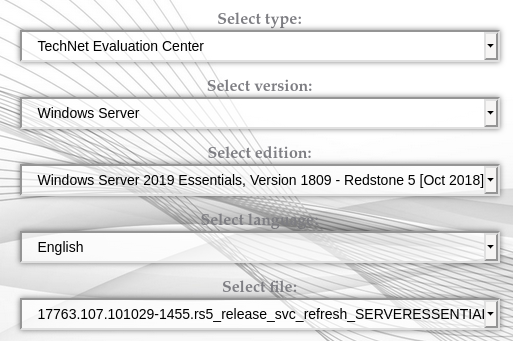 Select type:
TechNet Evaluation Center
Select version:
Windows Server
Select edition:
Windows Server 2019 Essentials, Version 1809 - Redstone 5 [Oct 2018]
Select language:
English
Select file:
17763.107.101029-1455.rs5_release_svc_refresh_SERVERESSENTIAL